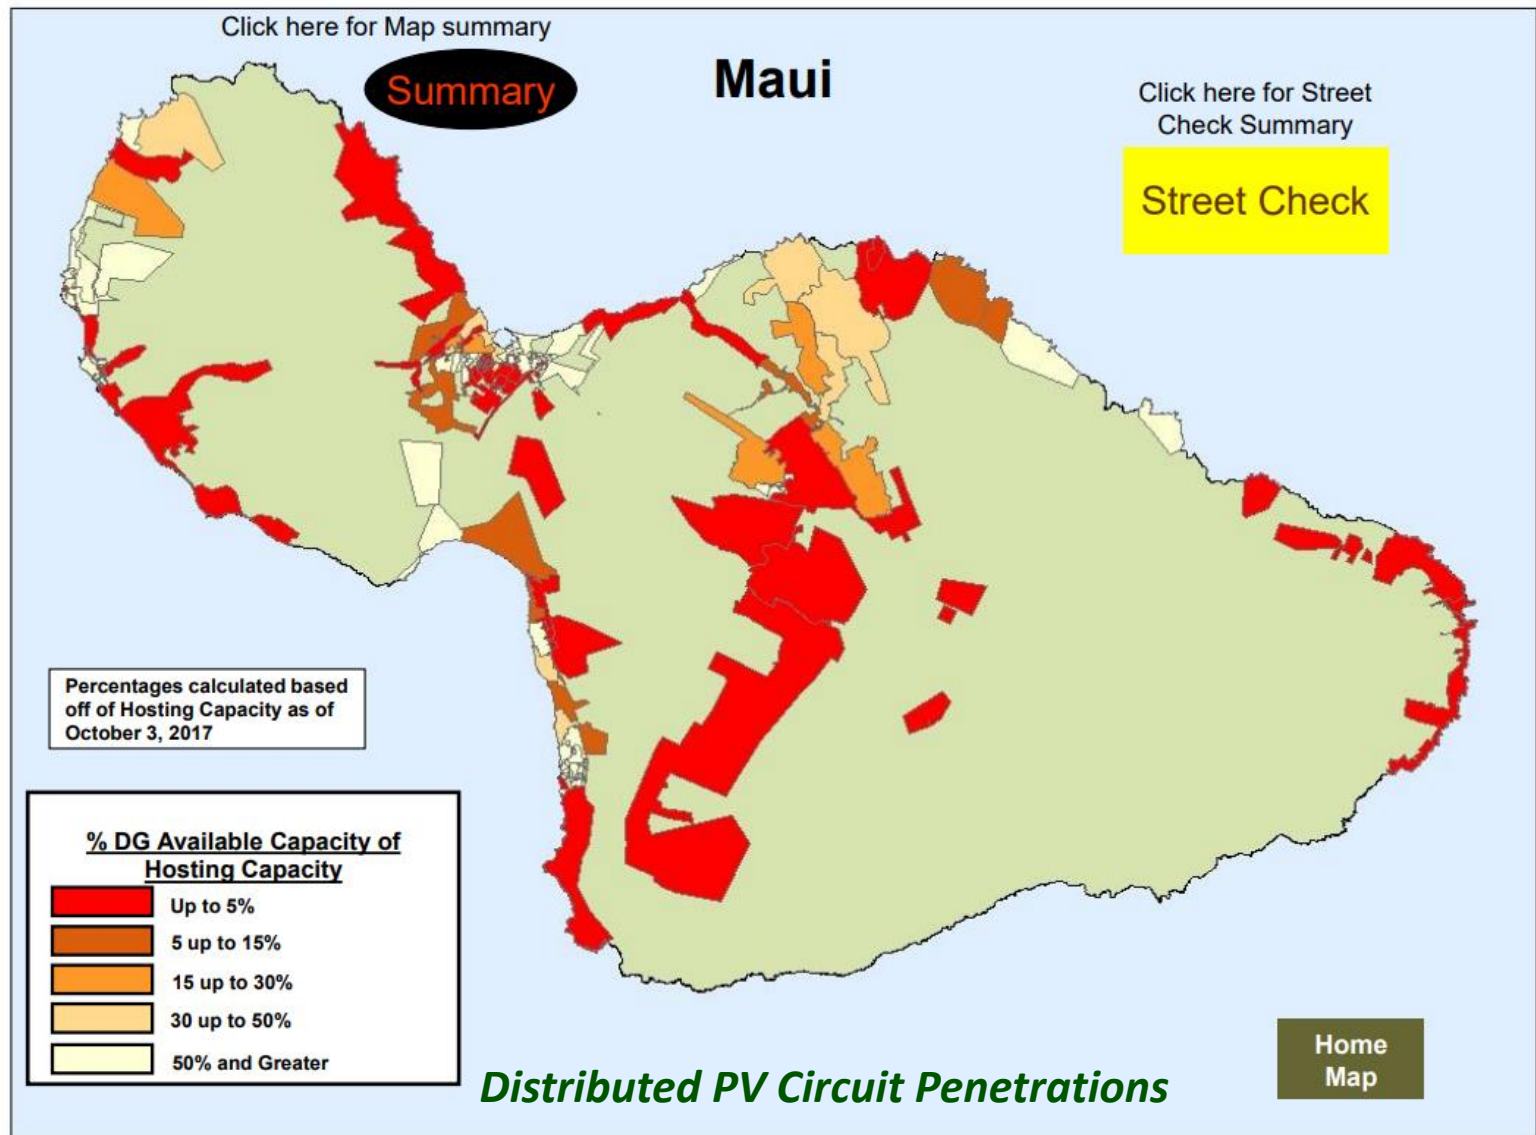 Click here for Map summary
Summary
Maui
Click here for Street
Check Summary
Street Check
Percentages calculated based
off of Hosting Capacity as of
October 3, 2017
% DG Available Capacity of
Hosting Capacity
Up to 5%
5 up to 15%
15 up to 30%
30 up to 50%
50% and Greater
Distributed PV Circuit Penetrations
Home
Map